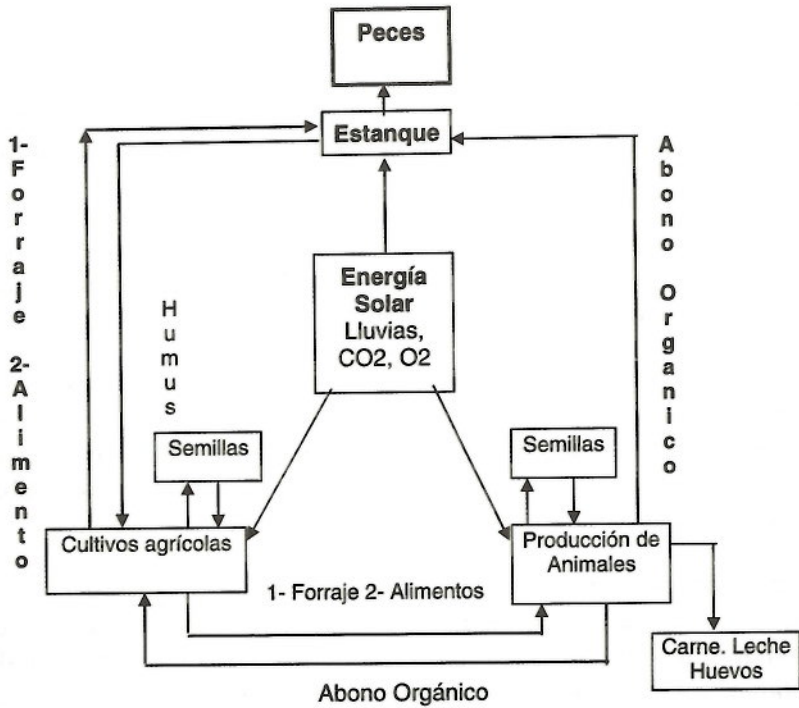 Peces
Estanque
1-Forraje 2-Alimento
Abono Organico
Energía
Solar
Lluvias,
CO2, O2
Humus
Semillas
Semillas
Cultivos agrícolas
Producción de
Animales
1- Forraje 2- Alimentos
Carne. Leche
Huevos
Abono Orgánico